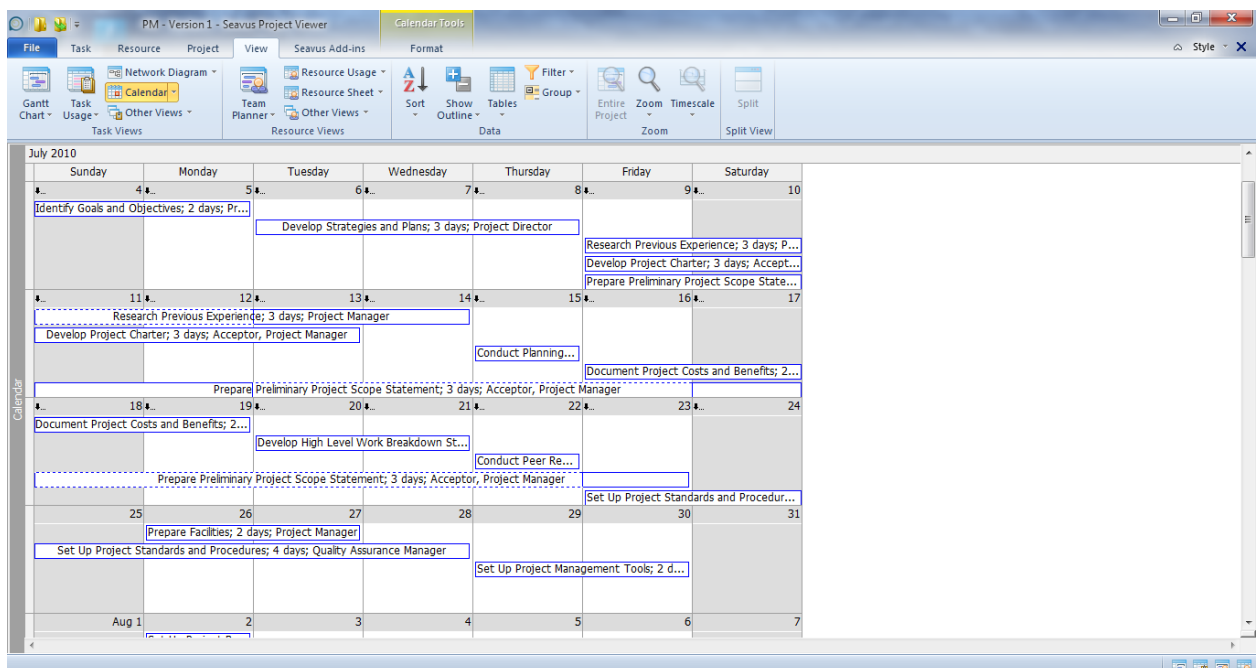 PM - Version 1 - Seavus Project Viewer
Calendar Tools
File Task Resource Project View Seavus Add-ins Format Style
Gantt Chart
Task Usage
Network Diagram
Calendar
Other Views
Task Views
Team Planner
Resource Usage
Resource Sheet
Other Views
Resource Views
Sort
Show Outline
Tables
Filter
Group
Data
Entire Project
Zoom
Timescale
Zoom
Split
Split View
Calendar
July 2010
Sunday Monday Tuesday Wednesday Thursday Friday Saturday
4 5 6 7 8 9 10
Identify Goals and Objectives; 2 days; Pr...
Develop Strategies and Plans; 3 days; Project Director
Research Previous Experience; 3 days; P...
Develop Project Charter; 3 days; Accept...
Prepare Preliminary Project Scope State...
11 12 13 14 15 16 17
Research Previous Experience; 3 days; Project Manager
Develop Project Charter; 3 days; Acceptor, Project Manager
Conduct Planning...
Document Project Costs and Benefits; 2...
Prepare Preliminary Project Scope Statement; 3 days; Acceptor, Project Manager
18 19 20 21 22 23 24
Document Project Costs and Benefits; 2...
Develop High Level Work Breakdown St...
Conduct Peer Re...
Prepare Preliminary Project Scope Statement; 3 days; Acceptor, Project Manager
Set Up Project Standards and Procedur...
25 26 27 28 29 30 31
Prepare Facilities; 2 days; Project Manager
Set Up Project Standards and Procedures; 4 days; Quality Assurance Manager
Set Up Project Management Tools; 2 d...
Aug 1 2 3 4 5 6 7